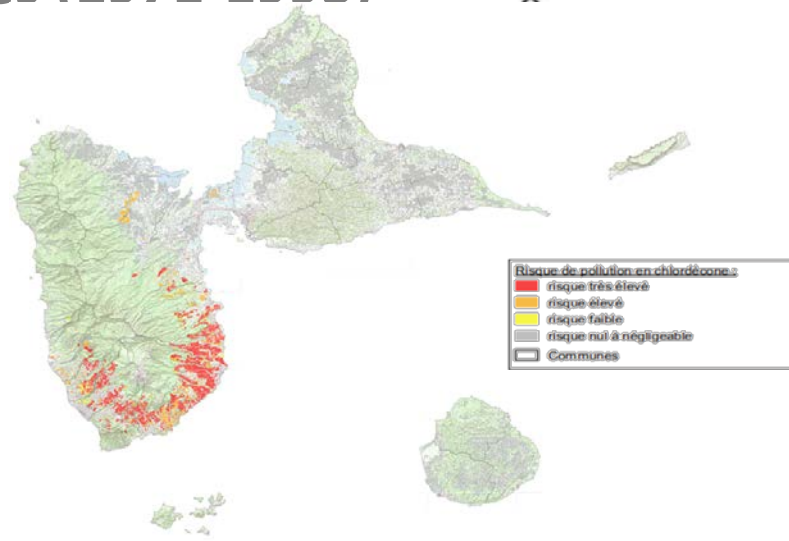 Risque de pollution en chlordécone :
risque très élevé
risque élevé
risque faible
risque nul à négligeable
Communes